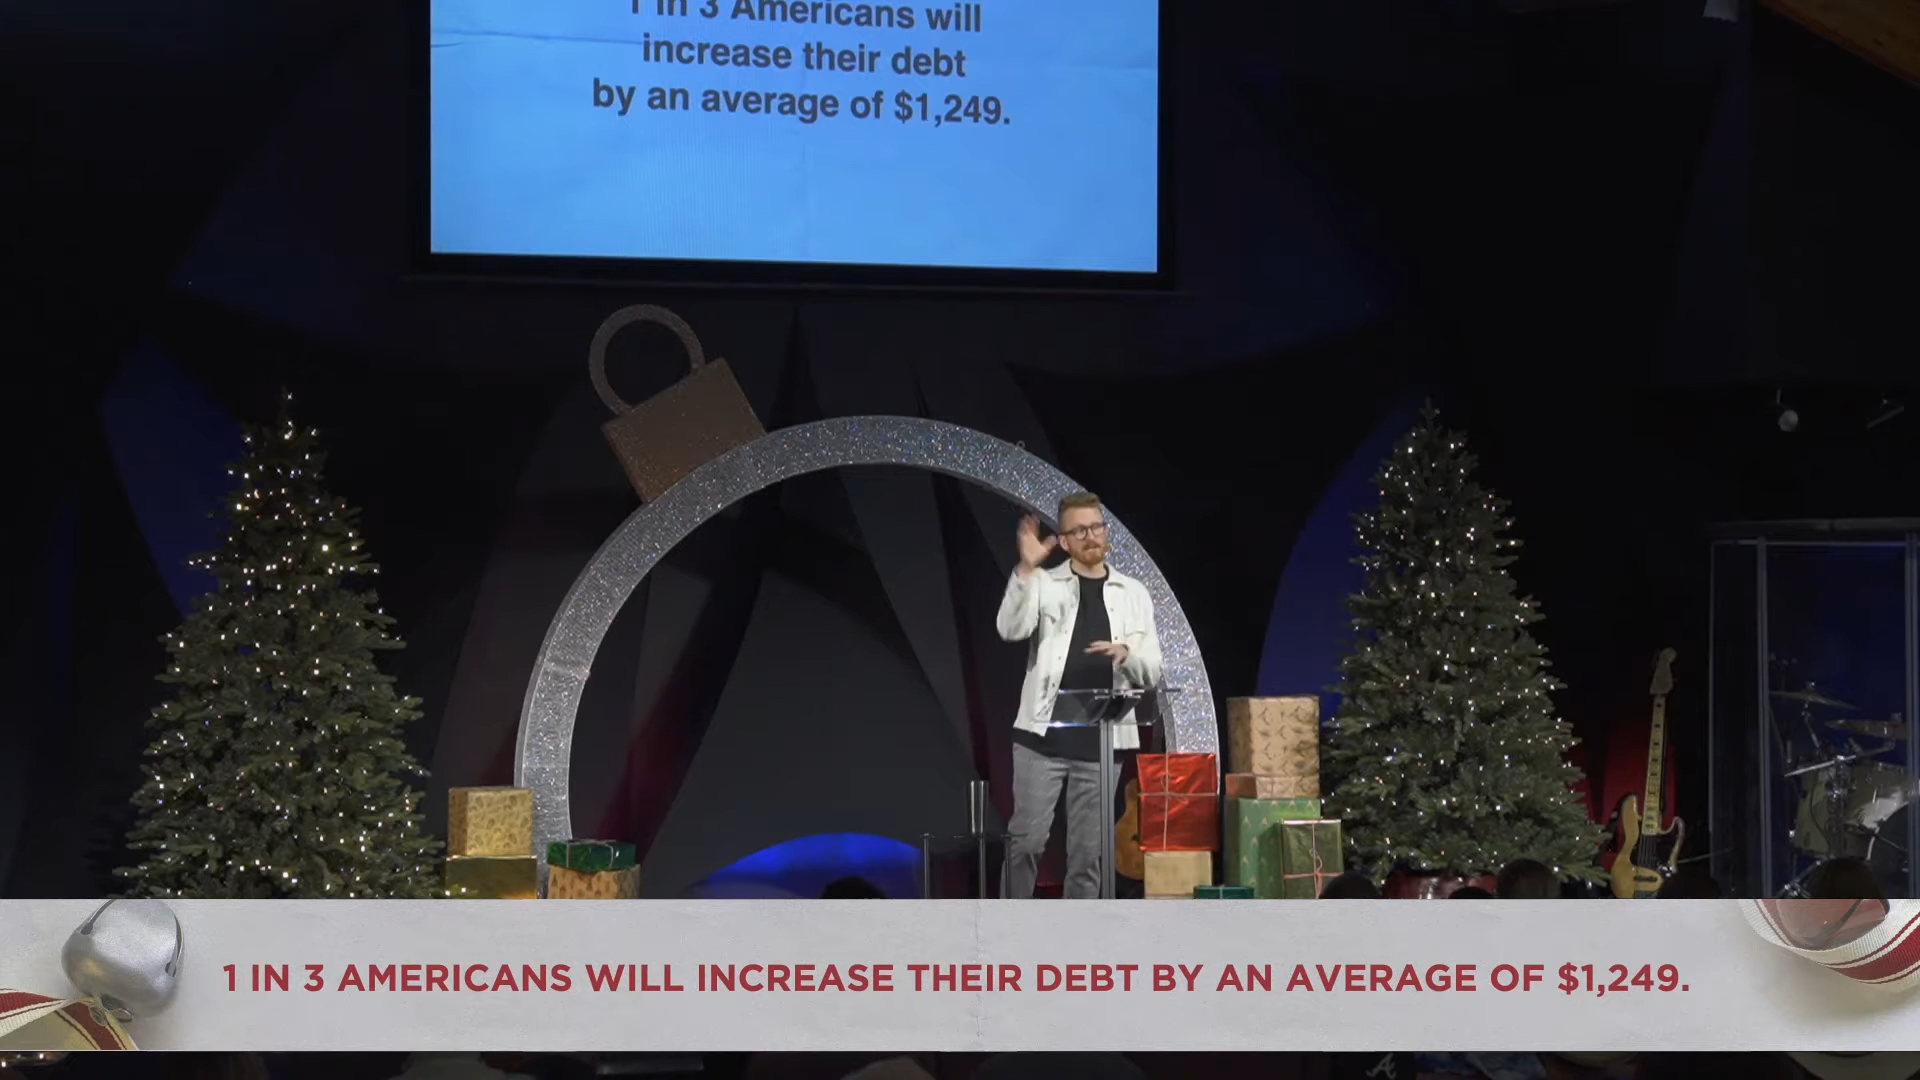 1 in 3 Americans will
increase their debt
by an average of $1,249.
1 IN 3 AMERICANS WILL INCREASE THEIR DEBT BY AN AVERAGE OF $1,249.